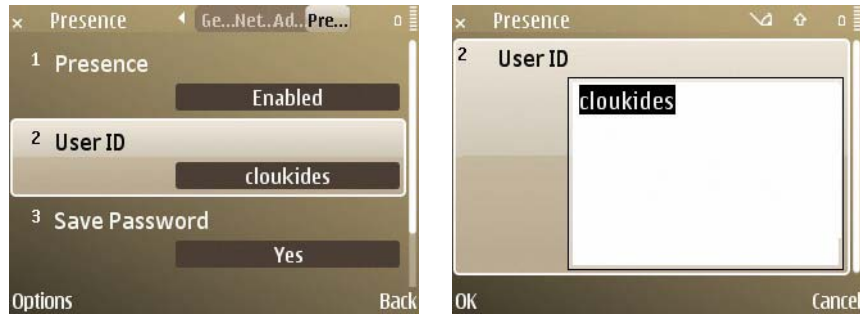 × Presence Ge...Net..Ad..Pre...
1 Presence
Enabled
2 User ID
cloukides
3 Save Password
Yes
Options Back
× Presence
2 User ID
cloukides
OK Cancel